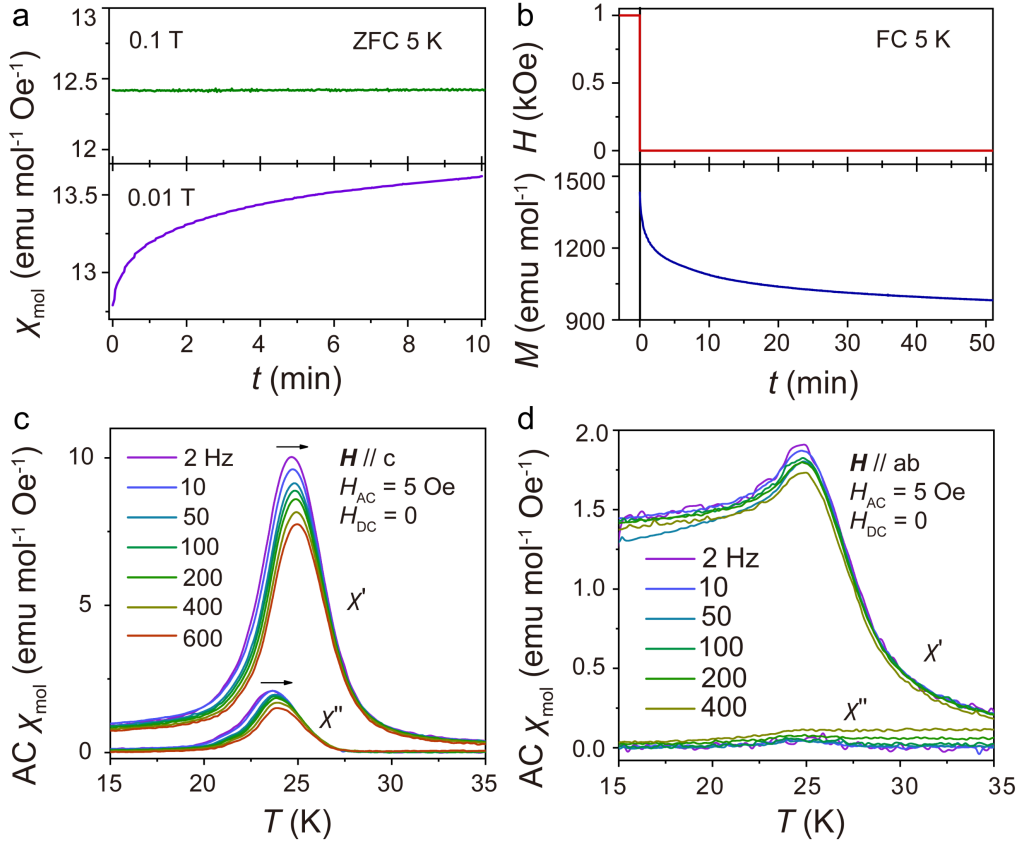 a
χmol (emu mol⁻¹ Oe⁻¹)
13
12.5
12
13.5
13
0.1 T
ZFC 5 K
0.01 T
0 2 4 6 8 10
t (min)
b
H (kOe)
1
0.5
0
FC 5 K
M (emu mol⁻¹)
1500
1200
900
0 10 20 30 40 50
t (min)
c
AC χmol (emu mol⁻¹ Oe⁻¹)
10
5
0
2 Hz
10
50
100
200
400
600
H // c
HAC = 5 Oe
HDC = 0
χ'
χ''
15 20 25 30 35
T (K)
d
AC χmol (emu mol⁻¹ Oe⁻¹)
2.0
1.5
1.0
0.5
0.0
H // ab
HAC = 5 Oe
HDC = 0
2 Hz
10
50
100
200
400
χ'
χ''
15 20 25 30 35
T (K)